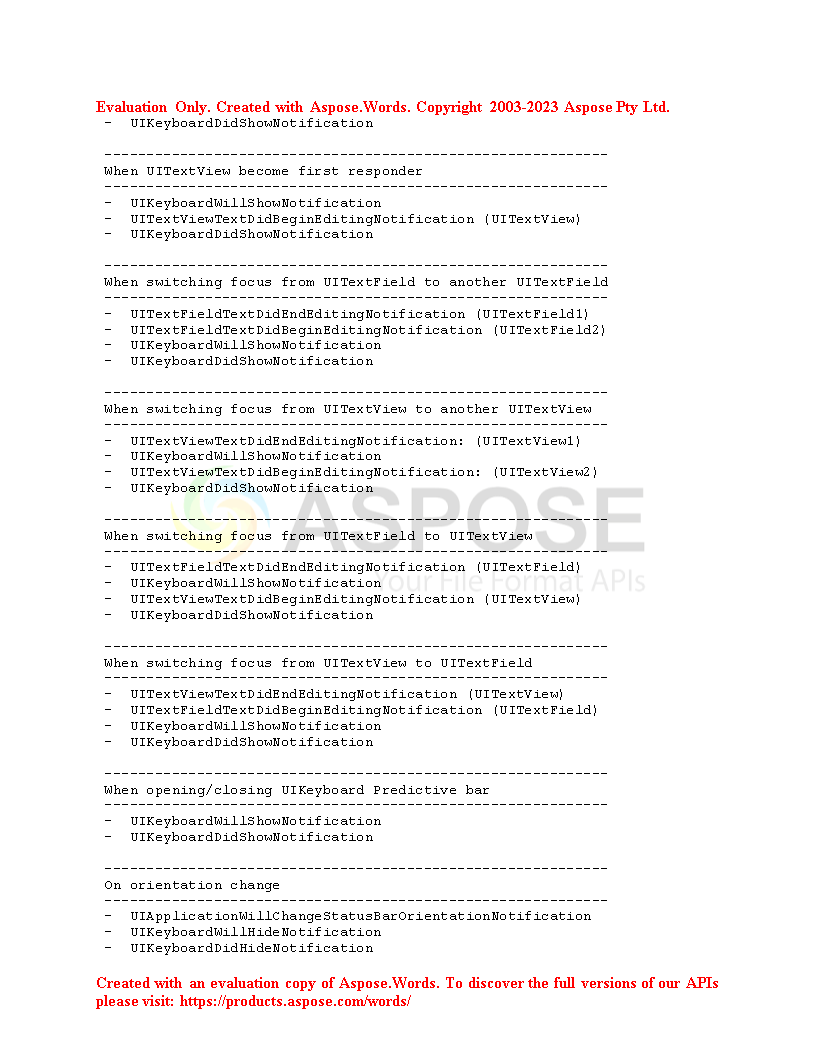 Evaluation Only. Created with Aspose.Words. Copyright 2003-2023 Aspose Pty Ltd.
- UIKeyboardDidShowNotification
------------------------------------------------------------
When UITextView become first responder
------------------------------------------------------------
- UIKeyboardWillShowNotification
- UITextViewTextDidBeginEditingNotification (UITextView)
- UIKeyboardDidShowNotification
------------------------------------------------------------
When switching focus from UITextField to another UITextField
------------------------------------------------------------
- UITextFieldTextDidEndEditingNotification (UITextField1)
- UITextFieldTextDidBeginEditingNotification (UITextField2)
- UIKeyboardWillShowNotification
- UIKeyboardDidShowNotification
------------------------------------------------------------
When switching focus from UITextView to another UITextView
------------------------------------------------------------
- UITextViewTextDidEndEditingNotification: (UITextView1)
- UIKeyboardWillShowNotification
- UITextViewTextDidBeginEditingNotification: (UITextView2)
- UIKeyboardDidShowNotification
ASPOSE
------------------------------------------------------------
When switching focus from UITextField to UITextView
------------------------------------------------------------
- UITextFieldTextDidEndEditingNotification (UITextField)
- UIKeyboardWillShowNotification
Your File Format APIs
- UITextViewTextDidBeginEditingNotification (UITextView)
- UIKeyboardDidShowNotification
------------------------------------------------------------
When switching focus from UITextView to UITextField
------------------------------------------------------------
- UITextViewTextDidEndEditingNotification (UITextView)
- UITextFieldTextDidBeginEditingNotification (UITextField)
- UIKeyboardWillShowNotification
- UIKeyboardDidShowNotification
------------------------------------------------------------
When opening/closing UIKeyboard Predictive bar
------------------------------------------------------------
- UIKeyboardWillShowNotification
- UIKeyboardDidShowNotification
------------------------------------------------------------
On orientation change
------------------------------------------------------------
- UIApplicationWillChangeStatusBarOrientationNotification
- UIKeyboardWillHideNotification
- UIKeyboardDidHideNotification
Created with an evaluation copy of Aspose.Words. To discover the full versions of our APIs
please visit: https://products.aspose.com/words/